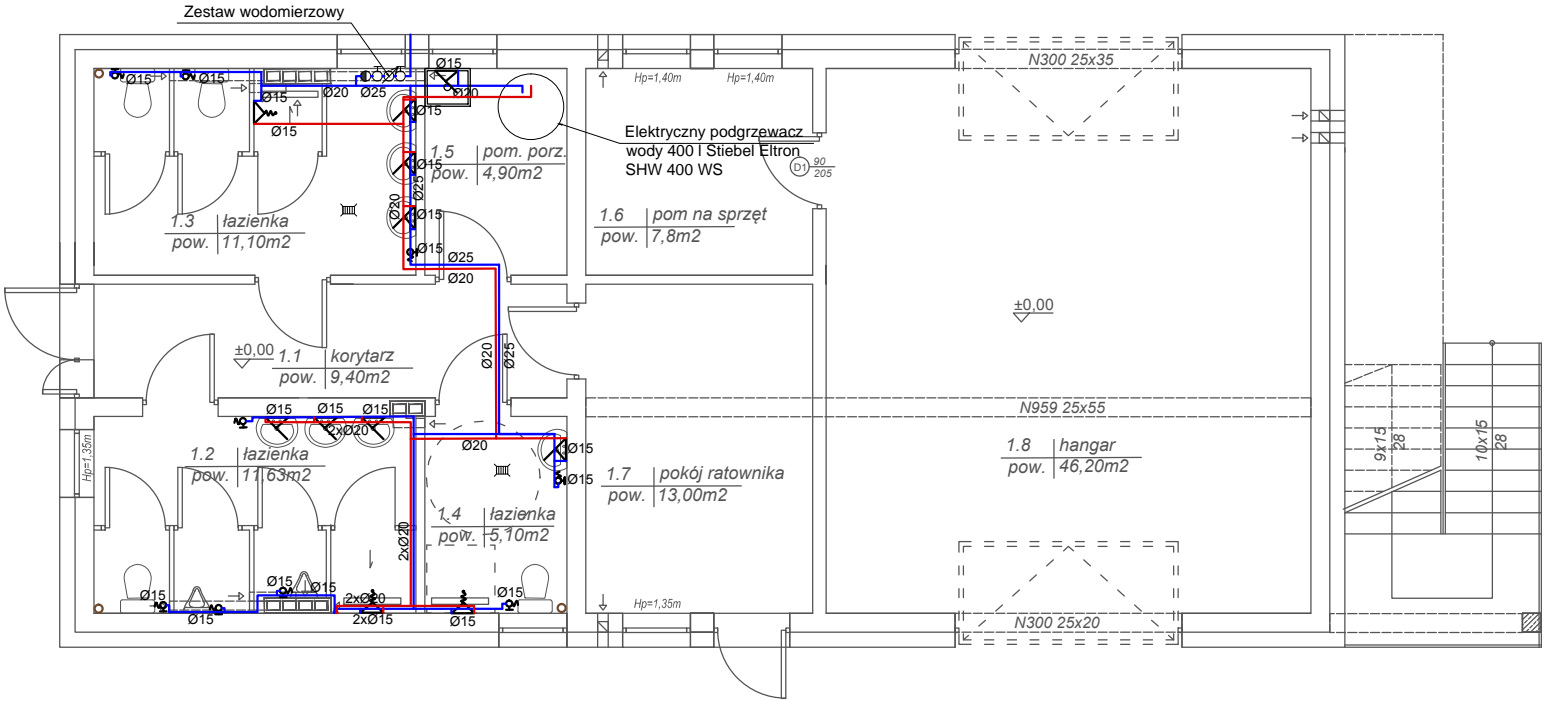 Zestaw wodomierzowy
Ø15
Ø15
Ø15
Ø20
Ø25
Ø15
Ø20
Ø15
Ø15
Hp=1,40m
Hp=1,40m
N300 25x35
Elektryczny podgrzewacz
wody 400 l Stiebel Eltron
SHW 400 WS
D1 90
205
1.5 pom. porz.
pow. 4,90m2
Ø15
Ø25
Ø20
Ø15
Ø15
1.3 łazienka
pow. 11,10m2
1.6 pom na sprzęt
pow. 7,8m2
Ø25
Ø20
±0,00
±0,00
1.1 korytarz
pow. 9,40m2
Ø20
Ø25
N959 25x55
Ø15
Ø15
Ø15
2xØ20
Ø20
Ø15
Ø15
Hp=1,35m
1.2 łazienka
pow. 11,63m2
1.7 pokój ratownika
pow. 13,00m2
1.8 hangar
pow. 46,20m2
9x15
28
10x15
28
1.4 łazienka
pow. 5,10m2
2xØ20
Ø15
Ø15
Ø15
Ø15
2xØ20
2xØ15
Ø15
Ø15
Hp=1,35m
N300 25x20